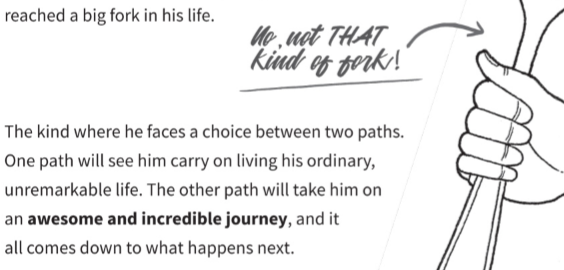 reached a big fork in his life.
No, not THAT
kind of fork!
The kind where he faces a choice between two paths.
One path will see him carry on living his ordinary,
unremarkable life. The other path will take him on
an awesome and incredible journey, and it
all comes down to what happens next.